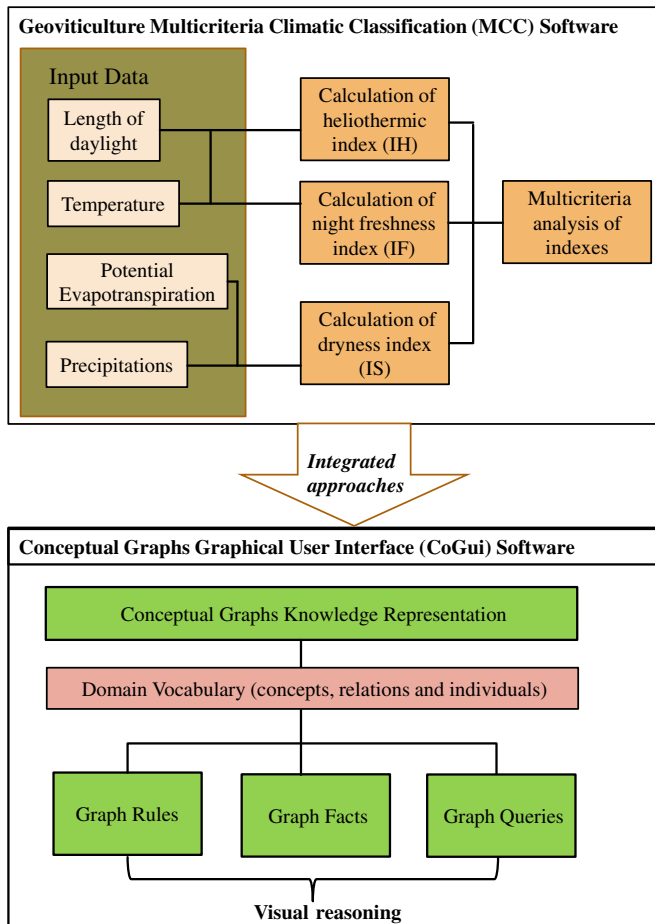 Geoviticulture Multicriteria Climatic Classification (MCC) Software
Input Data
Length of
daylight
Temperature
Potential
Evapotranspiration
Precipitations
Calculation of
heliothermic
index (IH)
Calculation of
night freshness
index (IF)
Calculation of
dryness index
(IS)
Multicriteria
analysis of
indexes
Integrated
approaches
Conceptual Graphs Graphical User Interface (CoGui) Software
Conceptual Graphs Knowledge Representation
Domain Vocabulary (concepts, relations and individuals)
Graph Rules
Graph Facts
Graph Queries
Visual reasoning